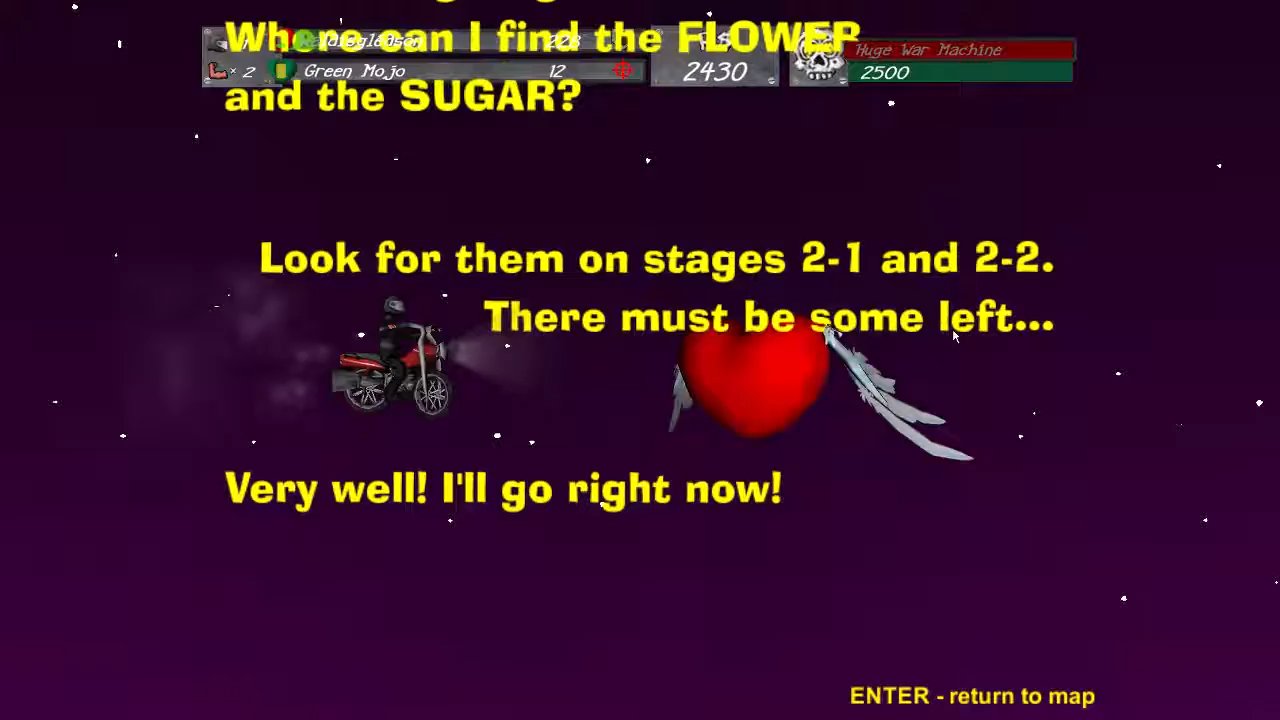 Where can I find the FLOWER
228
× 2 Green Mojo 12
2430
Huge War Machine
2500
and the SUGAR?
Look for them on stages 2-1 and 2-2.
There must be some left...
Very well! I'll go right now!
ENTER - return to map